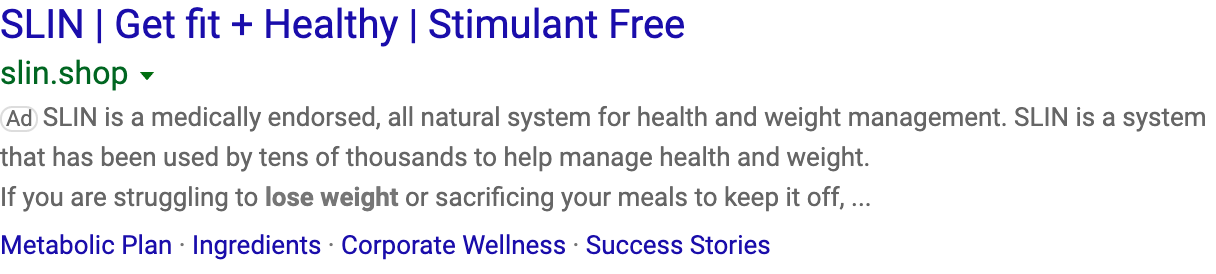 SLIN | Get fit + Healthy | Stimulant Free
slin.shop
Ad SLIN is a medically endorsed, all natural system for health and weight management. SLIN is a system
that has been used by tens of thousands to help manage health and weight.
If you are struggling to lose weight or sacrificing your meals to keep it off, ...
Metabolic Plan · Ingredients · Corporate Wellness · Success Stories